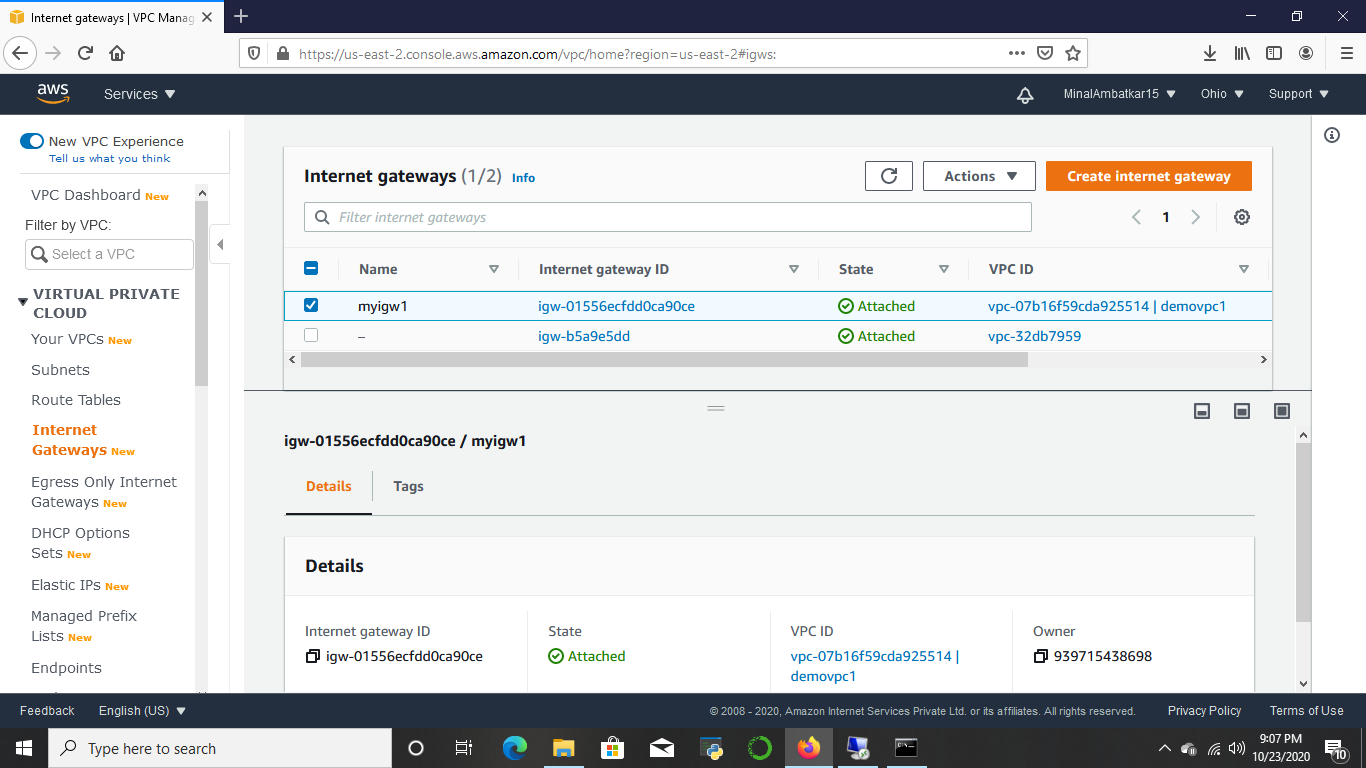 Internet gateways | VPC Manag
https://us-east-2.console.aws.amazon.com/vpc/home?region=us-east-2#igws:
aws
Services
MinalAmbatkar15
Ohio
Support
New VPC Experience
Tell us what you think
VPC Dashboard New
Filter by VPC:
Select a VPC
VIRTUAL PRIVATE
CLOUD
Your VPCs New
Subnets
Route Tables
Internet
Gateways New
Egress Only Internet
Gateways New
DHCP Options
Sets New
Elastic IPs New
Managed Prefix
Lists New
Endpoints
Internet gateways (1/2) Info
Actions
Create internet gateway
Filter internet gateways
1
Name Internet gateway ID State VPC ID
myigw1 igw-01556ecfdd0ca90ce Attached vpc-07b16f59cda925514 | demovpc1
– igw-b5a9e5dd Attached vpc-32db7959
igw-01556ecfdd0ca90ce / myigw1
Details Tags
Details
Internet gateway ID
igw-01556ecfdd0ca90ce
State
Attached
VPC ID
vpc-07b16f59cda925514 |
demovpc1
Owner
939715438698
Feedback English (US)
© 2008 - 2020, Amazon Internet Services Private Ltd. or its affiliates. All rights reserved. Privacy Policy Terms of Use
Type here to search
9:07 PM
10/23/2020
10